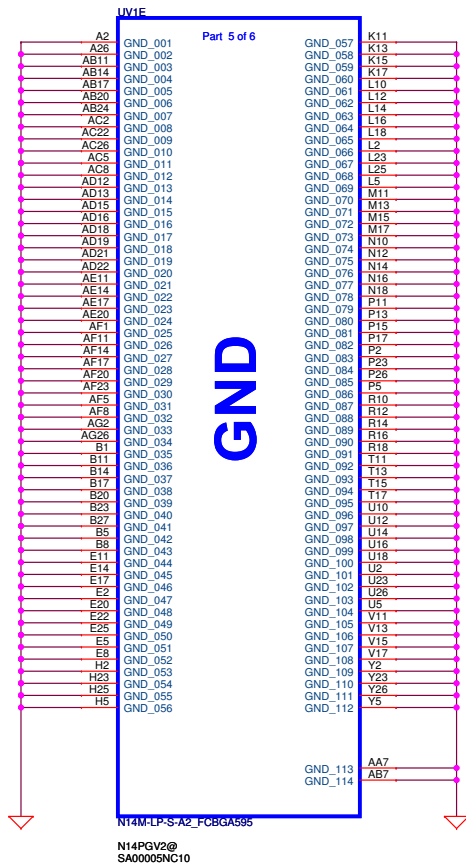 UV1E
Part 5 of 6
A2 GND_001 GND_057 K11
A26 GND_002 GND_058 K13
AB11 GND_003 GND_059 K15
AB14 GND_004 GND_060 K17
AB17 GND_005 GND_061 L10
AB20 GND_006 GND_062 L12
AB24 GND_007 GND_063 L14
AC2 GND_008 GND_064 L16
AC22 GND_009 GND_065 L18
AC26 GND_010 GND_066 L2
AC5 GND_011 GND_067 L23
AC8 GND_012 GND_068 L25
AD12 GND_013 GND_069 L5
AD13 GND_014 GND_070 M11
AD15 GND_015 GND_071 M13
AD16 GND_016 GND_072 M15
AD18 GND_017 GND_073 M17
AD19 GND_018 GND_074 N10
AD21 GND_019 GND_075 N12
AD22 GND_020 GND_076 N14
AE11 GND_021 GND_077 N16
AE14 GND_022 GND_078 N18
AE17 GND_023 GND_079 P11
AE20 GND_024 GND_080 P13
AF1 GND_025 GND_081 P15
AF11 GND_026 GND_082 P17
AF14 GND_027 GND_083 P2
AF17 GND_028 GND_084 P23
AF20 GND_029 GND_085 P26
AF23 GND_030 GND_086 P5
AF5 GND_031 GND_087 R10
AF8 GND_032 GND_088 R12
AG2 GND_033 GND_089 R14
AG26 GND_034 GND_090 R16
B1 GND_035 GND_091 R18
B11 GND_036 GND_092 T11
B14 GND_037 GND_093 T13
B17 GND_038 GND_094 T15
B20 GND_039 GND_095 T17
B23 GND_040 GND_096 U10
B27 GND_041 GND_097 U12
B5 GND_042 GND_098 U14
B8 GND_043 GND_099 U16
E11 GND_044 GND_100 U18
E14 GND_045 GND_101 U2
E17 GND_046 GND_102 U23
E2 GND_047 GND_103 U26
E20 GND_048 GND_104 U5
E22 GND_049 GND_105 V11
E25 GND_050 GND_106 V13
E5 GND_051 GND_107 V15
E8 GND_052 GND_108 V17
H2 GND_053 GND_109 Y2
H23 GND_054 GND_110 Y23
H25 GND_055 GND_111 Y26
H5 GND_056 GND_112 Y5
GND
GND_113 AA7
GND_114 AB7
N14M-LP-S-A2_FCBGA595
N14PGV2@
SA00005NC10